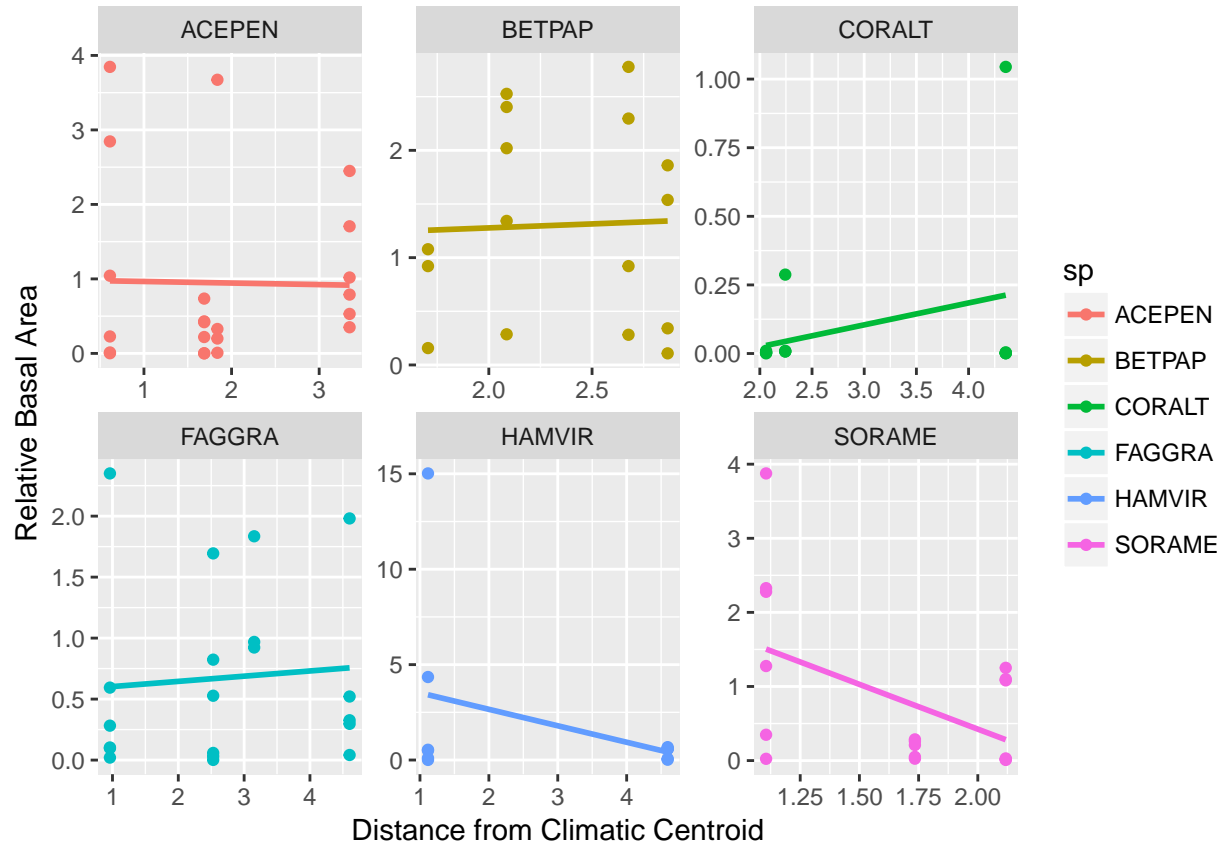 ACEPEN BETPAP CORALT
4
3
2
1
0
1 2 3
2
1
0
2.0 2.5
1.00
0.75
0.50
0.25
0.00
2.0 2.5 3.0 3.5 4.0
FAGGRA HAMVIR SORAME
2.0
1.5
1.0
0.5
0.0
1 2 3 4
15
10
5
0
1 2 3 4
4
3
2
1
0
1.25 1.50 1.75 2.00
Relative Basal Area
Distance from Climatic Centroid
sp
ACEPEN
BETPAP
CORALT
FAGGRA
HAMVIR
SORAME